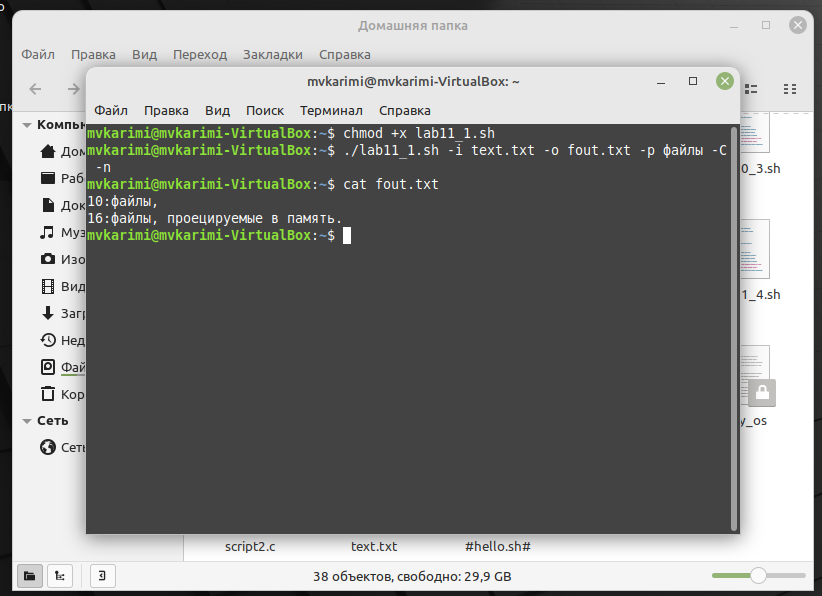 Домашняя папка
Файл Правка Вид Переход Закладки Справка
mvkarimi@mvkarimi-VirtualBox: ~
Файл Правка Вид Поиск Терминал Справка
mvkarimi@mvkarimi-VirtualBox:~$ chmod +x lab11_1.sh
mvkarimi@mvkarimi-VirtualBox:~$ ./lab11_1.sh -i text.txt -o fout.txt -p файлы -C
-n
mvkarimi@mvkarimi-VirtualBox:~$ cat fout.txt
10:файлы,
16:файлы, проецируемые в память.
mvkarimi@mvkarimi-VirtualBox:~$
Компь
Дом
Раб
Док
Муз
Изо
Вид
Загр
Нед
Фай
Кор
Сеть
Сеть
0_3.sh
1_4.sh
y_os
script2.c text.txt #hello.sh#
38 объектов, свободно: 29,9 GB